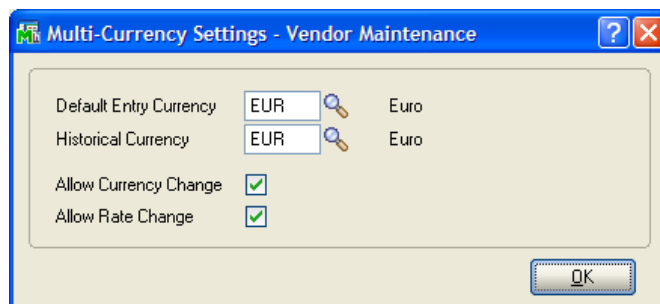 Multi-Currency Settings - Vendor Maintenance
Default Entry Currency EUR Euro
Historical Currency EUR Euro
Allow Currency Change
Allow Rate Change
OK